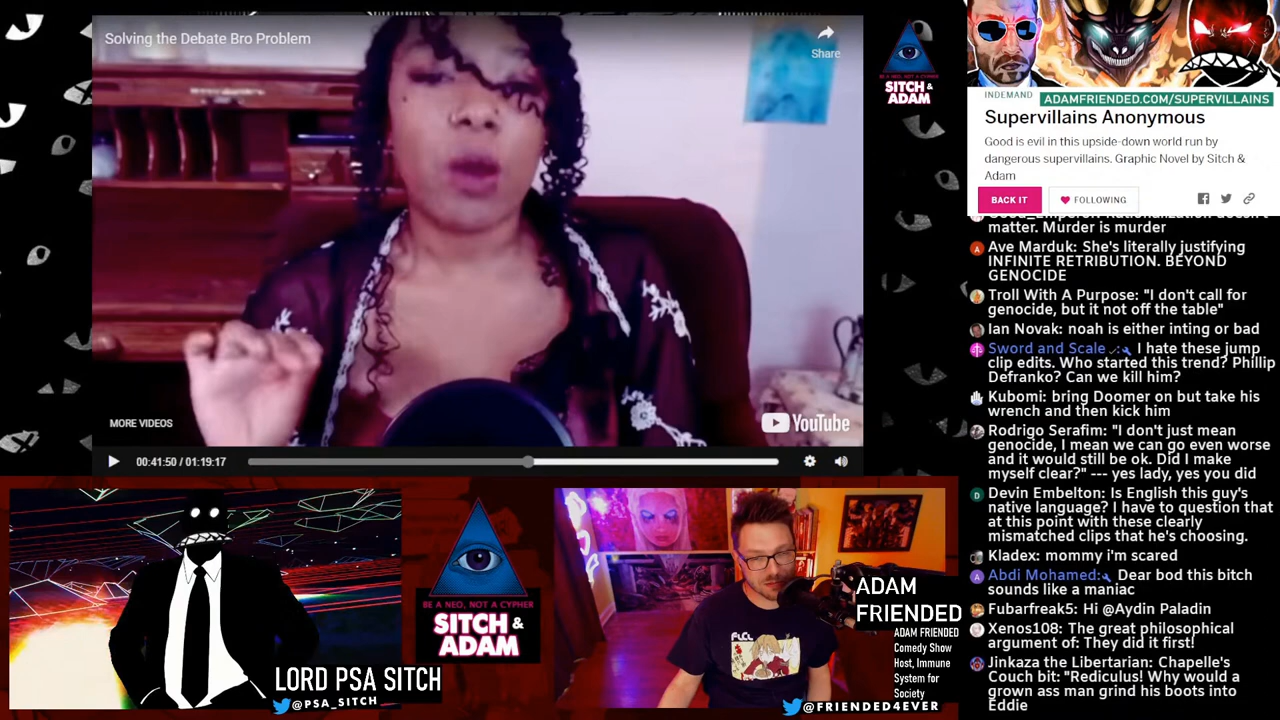 Solving the Debate Bro Problem
Share
MORE VIDEOS
YouTube
00:41:50 / 01:19:17
BE A NEO, NOT A CYPHER
SITCH &
ADAM
INDEMAND
ADAMFRIENDED.COM/SUPERVILLAINS
Supervillains Anonymous
Good is evil in this upside-down world run by
dangerous supervillains. Graphic Novel by Sitch &
Adam
BACK IT
FOLLOWING
matter. Murder is murder
Ave Marduk: She's literally justifying
INFINITE RETRIBUTION. BEYOND
GENOCIDE
Troll With A Purpose: "I don't call for
genocide, but it not off the table"
Ian Novak: noah is either inting or bad
Sword and Scale : I hate these jump
clip edits. Who started this trend? Phillip
Defranko? Can we kill him?
Kubomi: bring Doomer on but take his
wrench and then kick him
Rodrigo Serafim: "I don't just mean
genocide, I mean we can go even worse
and it would still be ok. Did I make
myself clear?" --- yes lady, yes you did
Devin Embelton: Is English this guy's
native language? I have to question that
at this point with these clearly
mismatched clips that he's choosing.
Kladex: mommy i'm scared
Abdi Mohamed: Dear bod this bitch
sounds like a maniac
Fubarfreak5: Hi @Aydin Paladin
Xenos108: The great philosophical
argument of: They did it first!
Jinkaza the Libertarian: Chapelle's
Couch bit: "Rediculus! Why would a
grown ass man grind his boots into
Eddie
LORD PSA SITCH
@PSA_SITCH
BE A NEO, NOT A CYPHER
SITCH &
ADAM
FLCL
ADAM
FRIENDED
ADAM FRIENDED
Comedy Show
Host, Immune
System for
Society
@FRIENDED4EVER